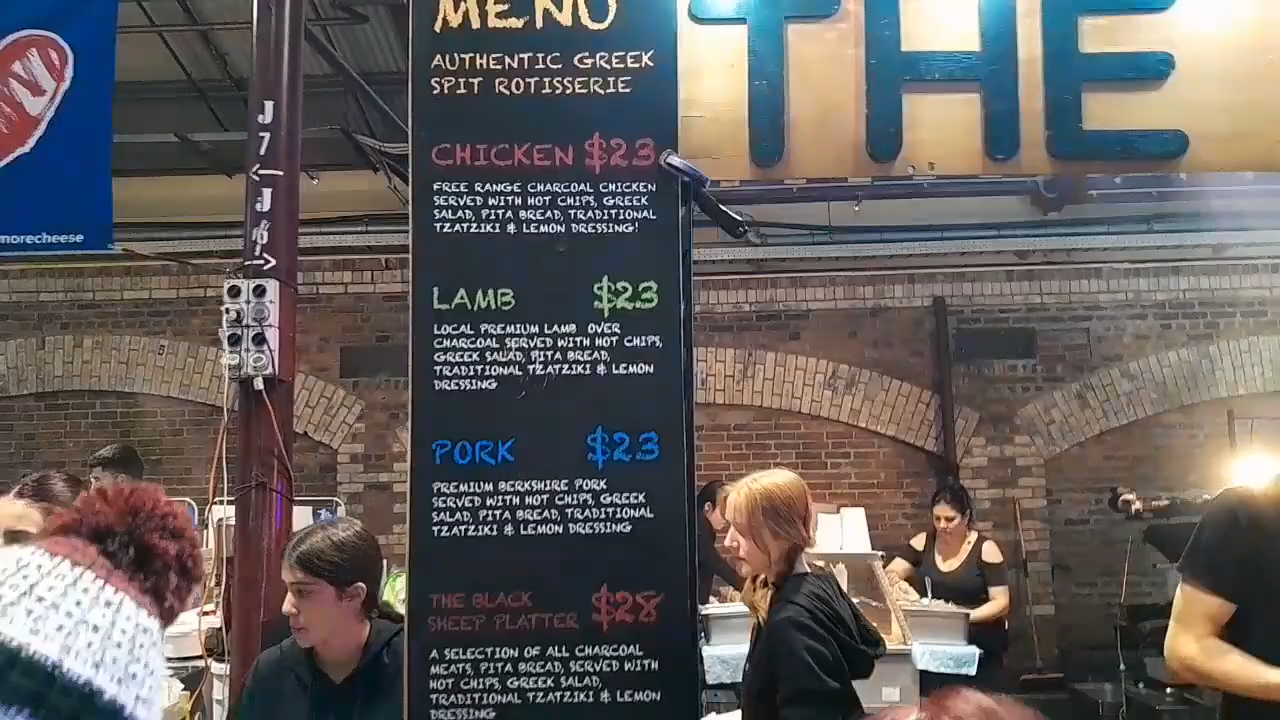 MENU
AUTHENTIC GREEK
SPIT ROTISSERIE
CHICKEN $23
FREE RANGE CHARCOAL CHICKEN
SERVED WITH HOT CHIPS, GREEK
SALAD, PITA BREAD, TRADITIONAL
TZATZIKI & LEMON DRESSING!
LAMB $23
LOCAL PREMIUM LAMB OVER
CHARCOAL SERVED WITH HOT CHIPS,
GREEK SALAD, PITA BREAD,
TRADITIONAL TZATZIKI & LEMON
DRESSING
PORK $23
PREMIUM BERKSHIRE PORK
SERVED WITH HOT CHIPS, GREEK
SALAD, PITA BREAD, TRADITIONAL
TZATZIKI & LEMON DRESSING
THE BLACK
SHEEP PLATTER $28
A SELECTION OF ALL CHARCOAL
MEATS, PITA BREAD, SERVED WITH
HOT CHIPS, GREEK SALAD,
TRADITIONAL TZATZIKI & LEMON
DRESSING
THE
J
7
←
J
→
morecheese